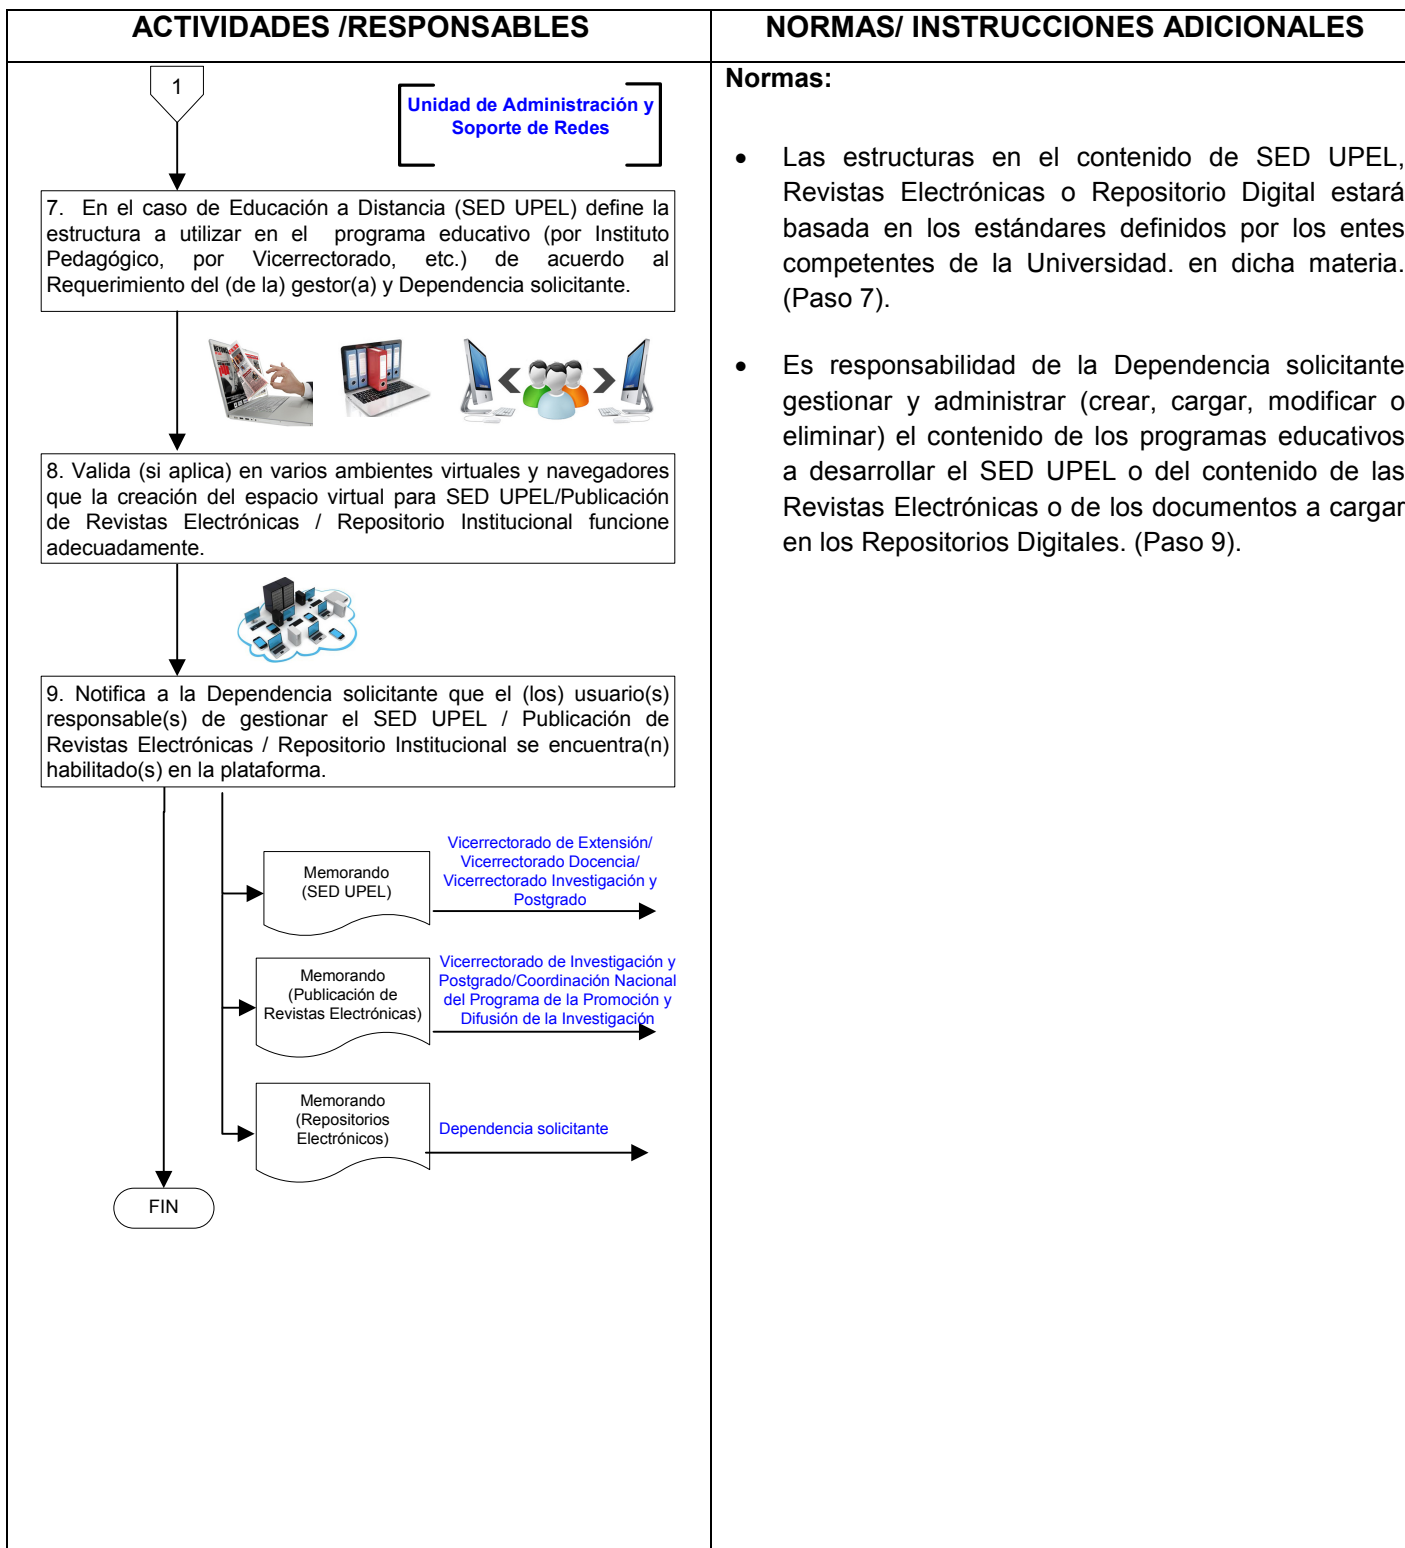 ACTIVIDADES /RESPONSABLES
NORMAS/ INSTRUCCIONES ADICIONALES
1
Unidad de Administración y
Soporte de Redes
7. En el caso de Educación a Distancia (SED UPEL) define la
estructura a utilizar en el programa educativo (por Instituto
Pedagógico, por Vicerrectorado, etc.) de acuerdo al
Requerimiento del (de la) gestor(a) y Dependencia solicitante.
8. Valida (si aplica) en varios ambientes virtuales y navegadores
que la creación del espacio virtual para SED UPEL/Publicación
de Revistas Electrónicas / Repositorio Institucional funcione
adecuadamente.
9. Notifica a la Dependencia solicitante que el (los) usuario(s)
responsable(s) de gestionar el SED UPEL / Publicación de
Revistas Electrónicas / Repositorio Institucional se encuentra(n)
habilitado(s) en la plataforma.
Memorando
(SED UPEL)
Vicerrectorado de Extensión/
Vicerrectorado Docencia/
Vicerrectorado Investigación y
Postgrado
Memorando
(Publicación de
Revistas Electrónicas)
Vicerrectorado de Investigación y
Postgrado/Coordinación Nacional
del Programa de la Promoción y
Difusión de la Investigación
Memorando
(Repositorios
Electrónicos)
Dependencia solicitante
FIN
Normas:
• Las estructuras en el contenido de SED UPEL,
Revistas Electrónicas o Repositorio Digital estará
basada en los estándares definidos por los entes
competentes de la Universidad. en dicha materia.
(Paso 7).
• Es responsabilidad de la Dependencia solicitante
gestionar y administrar (crear, cargar, modificar o
eliminar) el contenido de los programas educativos
a desarrollar el SED UPEL o del contenido de las
Revistas Electrónicas o de los documentos a cargar
en los Repositorios Digitales. (Paso 9).